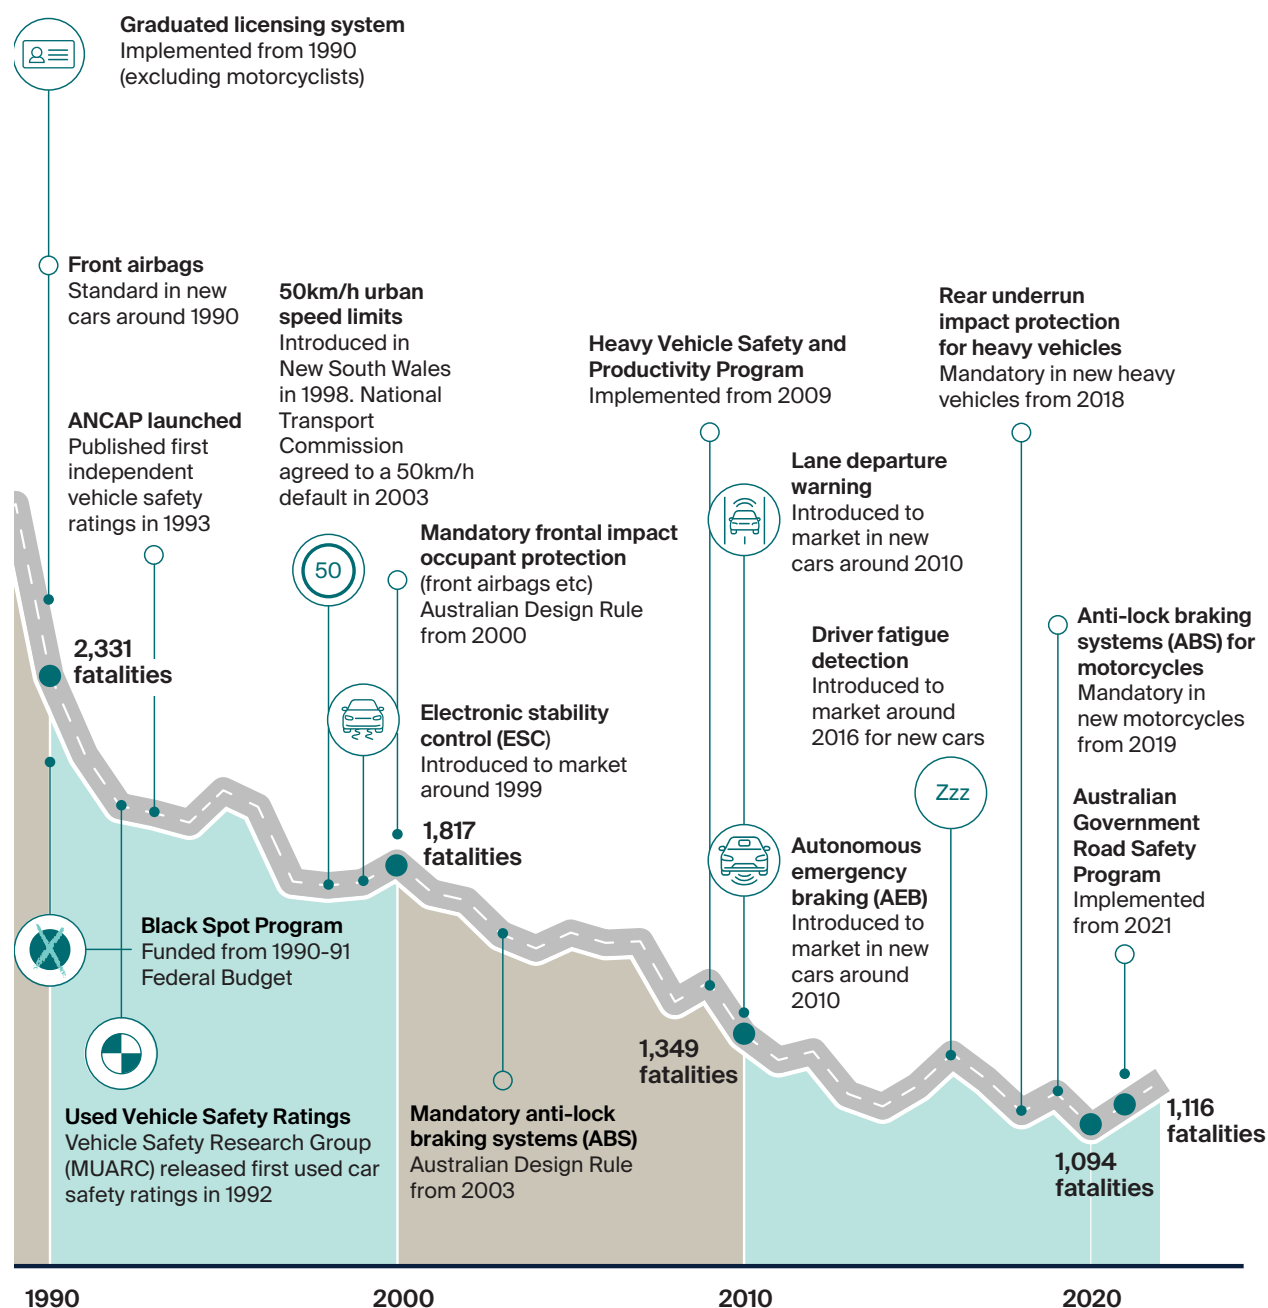 Graduated licensing system
Implemented from 1990
(excluding motorcyclists)
Front airbags
Standard in new
cars around 1990
ANCAP launched
Published first
independent
vehicle safety
ratings in 1993
50km/h urban
speed limits
Introduced in
New South Wales
in 1998. National
Transport
Commission
agreed to a 50km/h
default in 2003
50
Mandatory frontal impact
occupant protection
(front airbags etc)
Australian Design Rule
from 2000
Electronic stability
control (ESC)
Introduced to market
around 1999
Heavy Vehicle Safety and
Productivity Program
Implemented from 2009
Lane departure
warning
Introduced to
market in new
cars around 2010
Driver fatigue
detection
Introduced to
market around
2016 for new cars
Zzz
Autonomous
emergency
braking (AEB)
Introduced to
market in new
cars around
2010
Rear underrun
impact protection
for heavy vehicles
Mandatory in new heavy
vehicles from 2018
Anti-lock braking
systems (ABS) for
motorcycles
Mandatory in
new motorcycles
from 2019
Australian
Government
Road Safety
Program
Implemented
from 2021
2,331
fatalities
1,817
fatalities
1,349
fatalities
1,094
fatalities
1,116
fatalities
Black Spot Program
Funded from 1990-91
Federal Budget
Used Vehicle Safety Ratings
Vehicle Safety Research Group
(MUARC) released first used car
safety ratings in 1992
Mandatory anti-lock
braking systems (ABS)
Australian Design Rule
from 2003
1990
2000
2010
2020